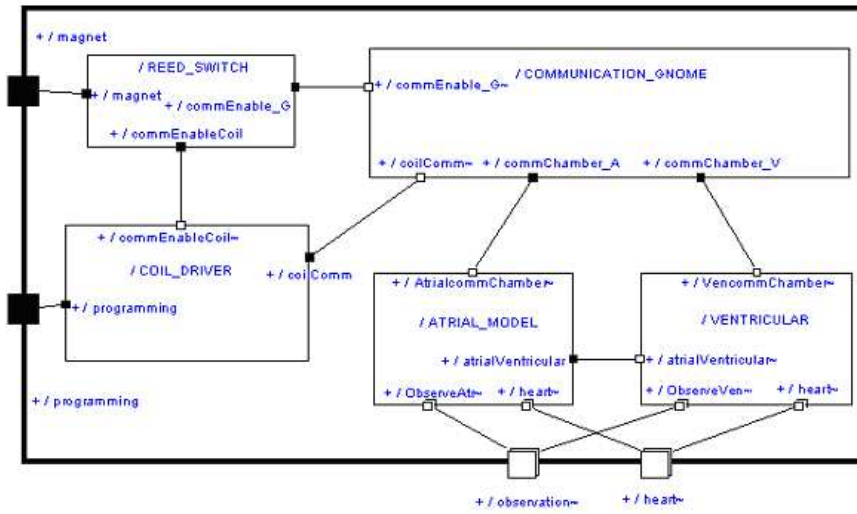 + / magnet
/ REED_SWITCH
/ COMMUNICATION_GNOME
+ / magnet
+ / commEnable_G
+ / commEnable_G~
+ / commEnableCoil
+ / coilComm~
+ / commChamber_A
+ / commChamber_V
+ / commEnableCoil~
/ COIL_DRIVER
+ / coilComm
+ / programming
+ / AtrialcommChamber~
+ / VencommChamber~
/ ATRIAL_MODEL
/ VENTRICULAR
+ / atrialVentricular
+ / atrialVentricular~
+ / ObserveAtr~
+ / heart~
+ / ObserveVen~
+ / heart~
+ / programming
+ / observation~
+ / heart~